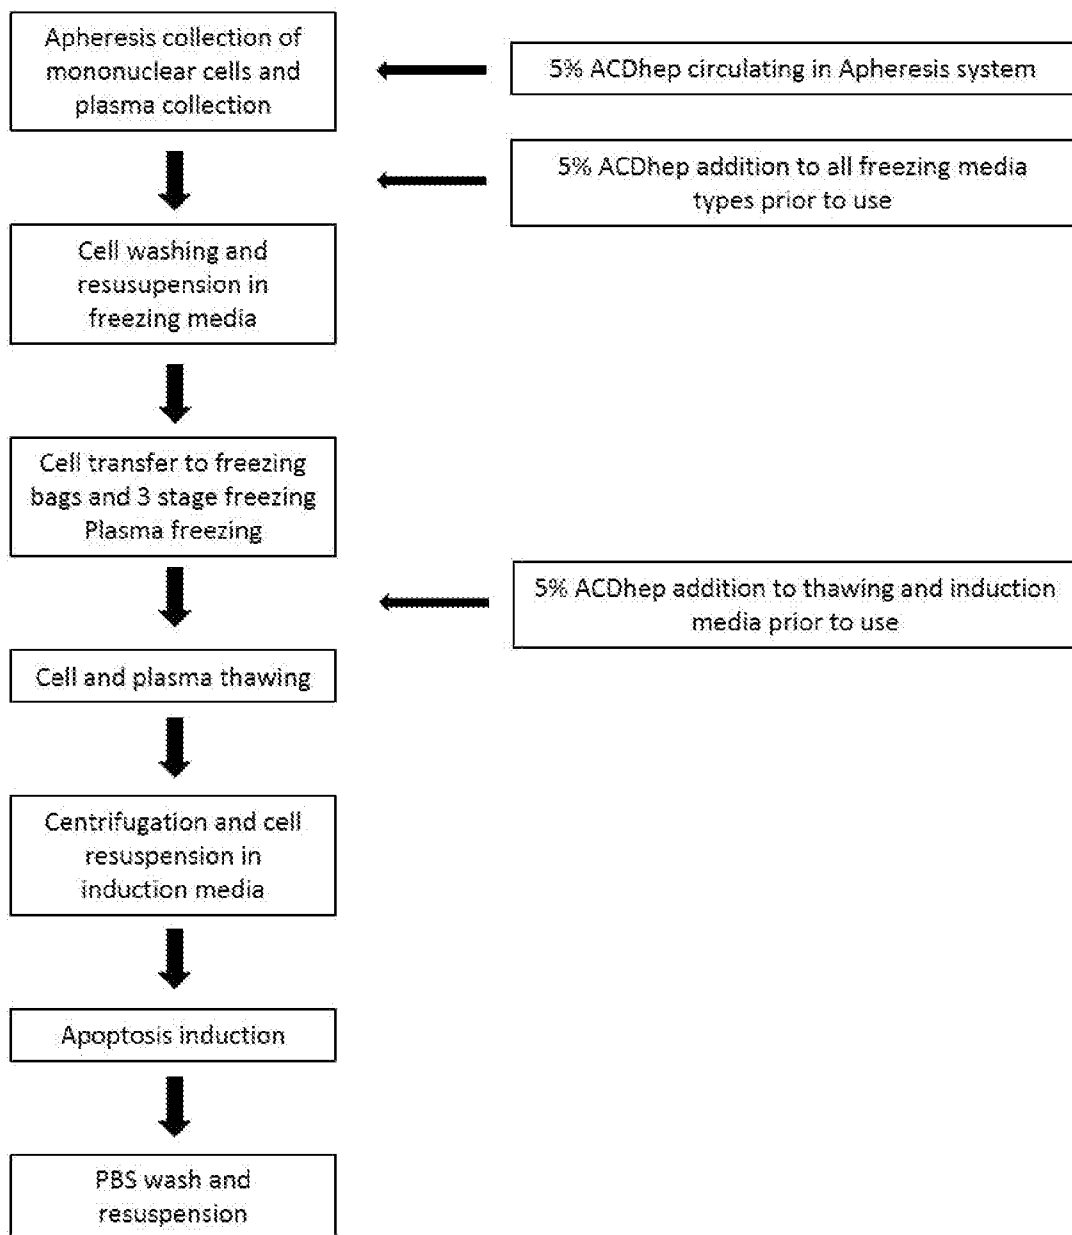 Apheresis collection of
mononuclear cells and
plasma collection
5% ACDhep circulating in Apheresis system
5% ACDhep addition to all freezing media
types prior to use
Cell washing and
resusupension in
freezing media
Cell transfer to freezing
bags and 3 stage freezing
Plasma freezing
5% ACDhep addition to thawing and induction
media prior to use
Cell and plasma thawing
Centrifugation and cell
resuspension in
induction media
Apoptosis induction
PBS wash and
resuspension